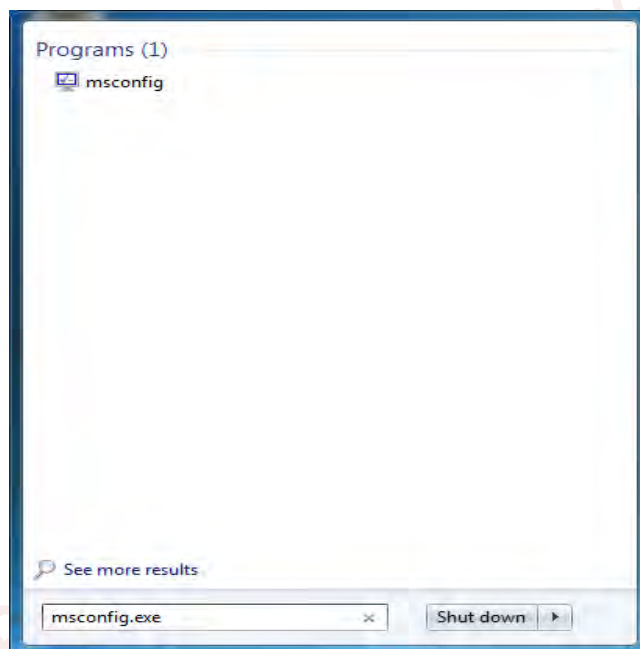 Programs (1)
msconfig
See more results
msconfig.exe
Shut down